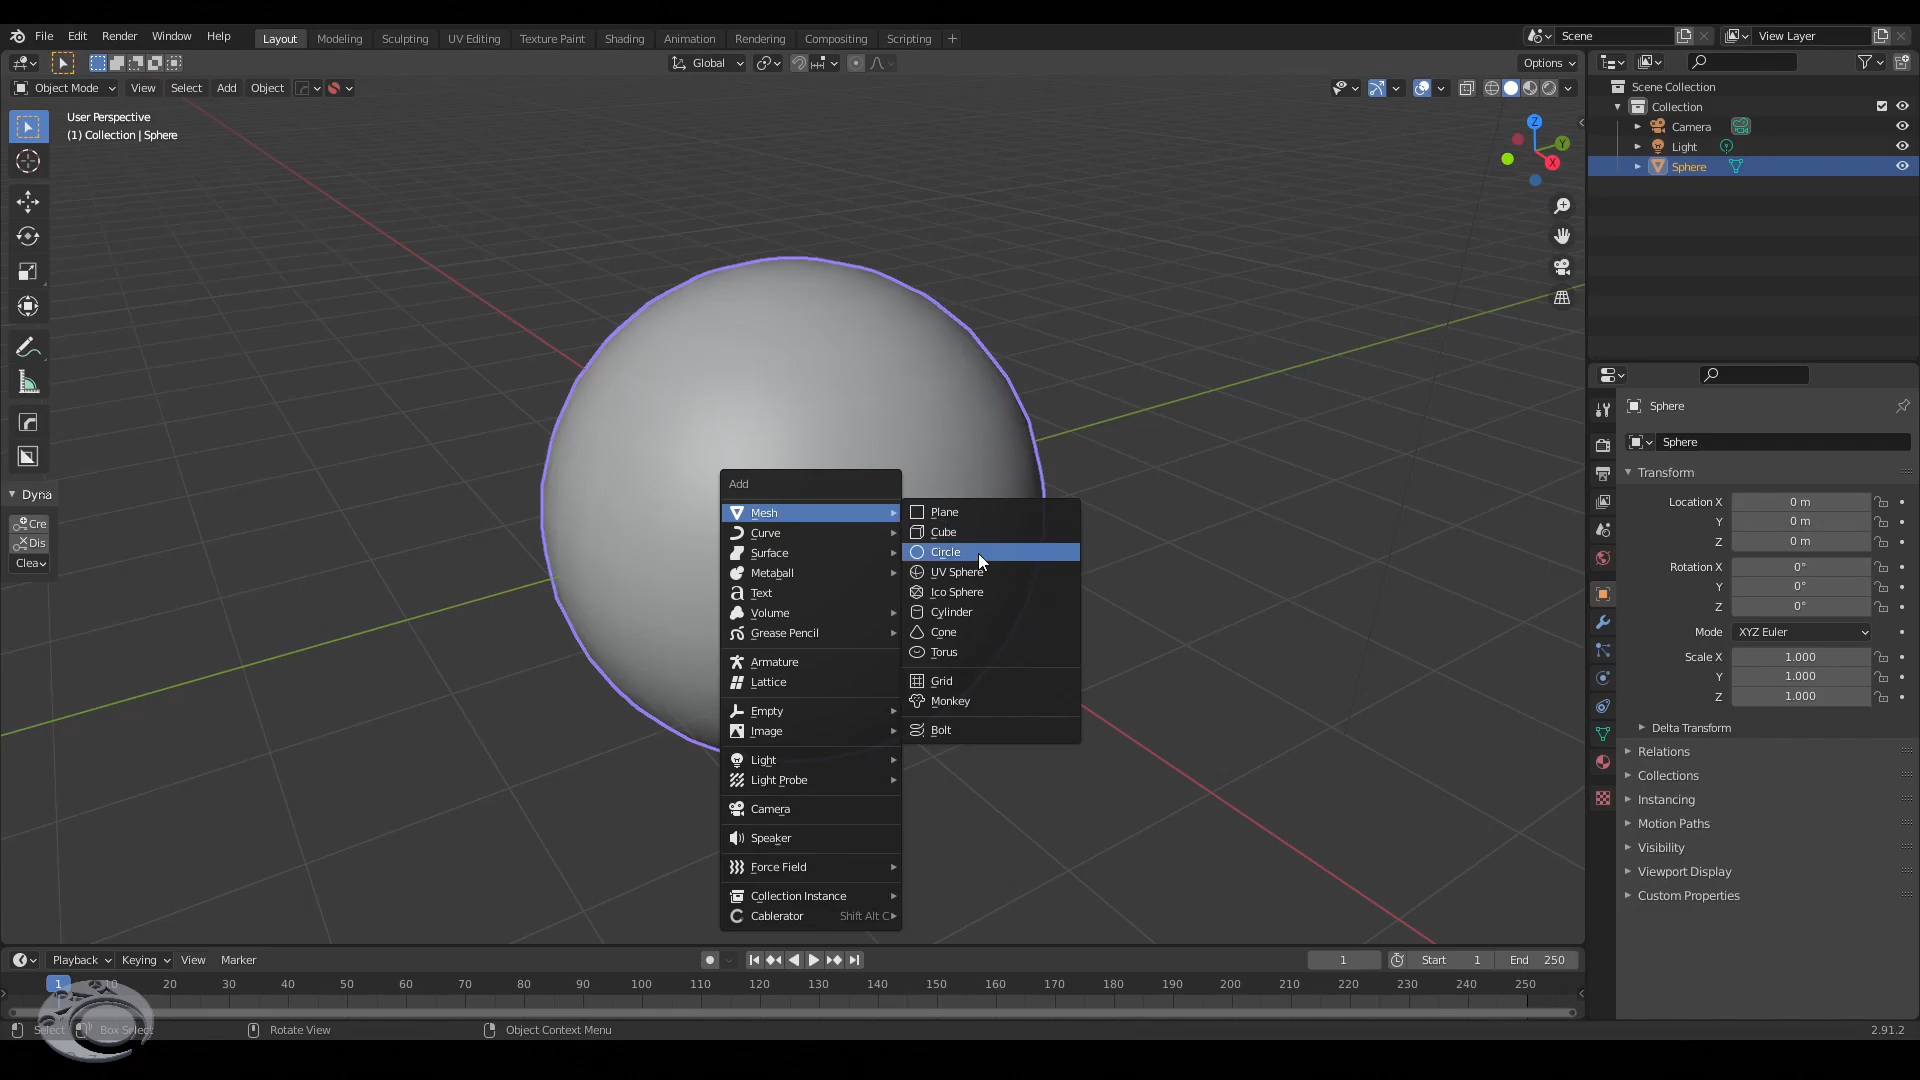 File Edit Render Window Help
Layout Modeling Sculpting UV Editing Texture Paint Shading Animation Rendering Compositing Scripting +
Scene
View Layer
Global
Options
Object Mode View Select Add Object
User Perspective
(1) Collection | Sphere
Z
Y
X
Dyna
Cre
Dis
Clea
Add
Mesh
Curve
Surface
Metaball
Text
Volume
Grease Pencil
Armature
Lattice
Empty
Image
Light
Light Probe
Camera
Speaker
Force Field
Collection Instance
Cablerator Shift Alt C
Plane
Cube
Circle
UV Sphere
Ico Sphere
Cylinder
Cone
Torus
Grid
Monkey
Bolt
Scene Collection
Collection
Camera
Light
Sphere
Sphere
Sphere
Transform
Location X 0 m
Y 0 m
Z 0 m
Rotation X 0°
Y 0°
Z 0°
Mode XYZ Euler
Scale X 1.000
Y 1.000
Z 1.000
Delta Transform
Relations
Collections
Instancing
Motion Paths
Visibility
Viewport Display
Custom Properties
Playback Keying View Marker
1 Start 1 End 250
1 10 20 30 40 50 60 70 80 90 100 110 120 130 140 150 160 170 180 190 200 210 220 230 240 250
Select Box Select Rotate View Object Context Menu
2.91.2